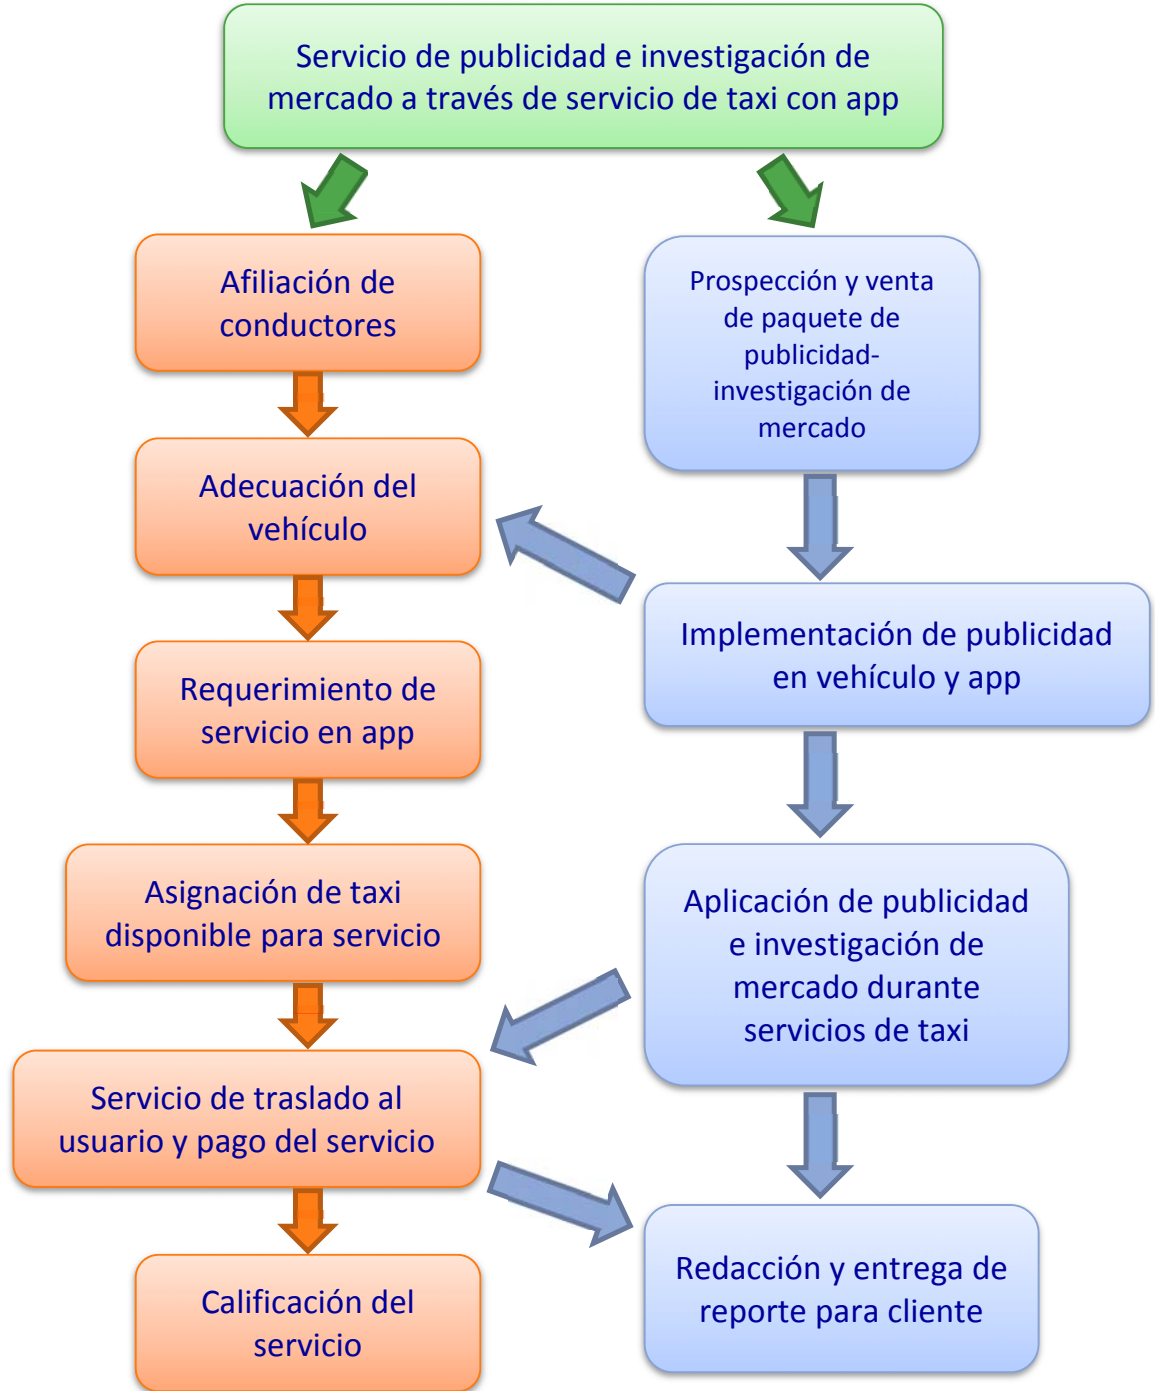 Servicio de publicidad e investigación de
mercado a través de servicio de taxi con app
Afiliación de
conductores
Prospección y venta
de paquete de
publicidad-
investigación de
mercado
Adecuación del
vehículo
Implementación de publicidad
en vehículo y app
Requerimiento de
servicio en app
Asignación de taxi
disponible para servicio
Aplicación de publicidad
e investigación de
mercado durante
servicios de taxi
Servicio de traslado al
usuario y pago del servicio
Redacción y entrega de
reporte para cliente
Calificación del
servicio